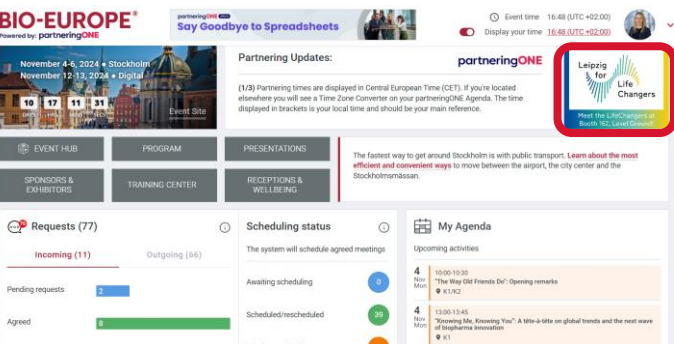 BIO-EUROPE®
Powered by: partneringONE
partneringONE
Say Goodbye to Spreadsheets
Event time 16:48 (UTC +02:00)
Display your time 16:48 (UTC +02:00)
November 4-6, 2024 • Stockholm
November 12-13, 2024 • Digital
10 17 11 31
Event Site
Partnering Updates:
partneringONE
(1/3) Partnering times are displayed in Central European Time (CET). If you're located
elsewhere you will see a Time Zone Converter on your partneringONE Agenda. The time
displayed in brackets is your local time and should be your main reference.
Leipzig
for
Life
Changers
Meet the LifeChangers at
Booth 162, Level Ground!
EVENT HUB
PROGRAM
PRESENTATIONS
SPONSORS &
EXHIBITORS
TRAINING CENTER
RECEPTIONS &
WELLBEING
The fastest way to get around Stockholm is with public transport. Learn about the most
efficient and convenient ways to move between the airport, the city center and the
Stockholmsmässan.
Requests (77)
Incoming (11)
Outgoing (66)
Pending requests
2
Agreed
8
Scheduling status
The system will schedule agreed meetings
Awaiting scheduling
0
Scheduled/rescheduled
39
My Agenda
Upcoming activities
4
Nov
Mon
10:00-10:30
"The Way Old Friends Do": Opening remarks
K1/K2
4
Nov
Mon
13:00-13:45
"Knowing Me, Knowing You": A tête-à-tête on global trends and the next wave
of biopharma innovation
K1